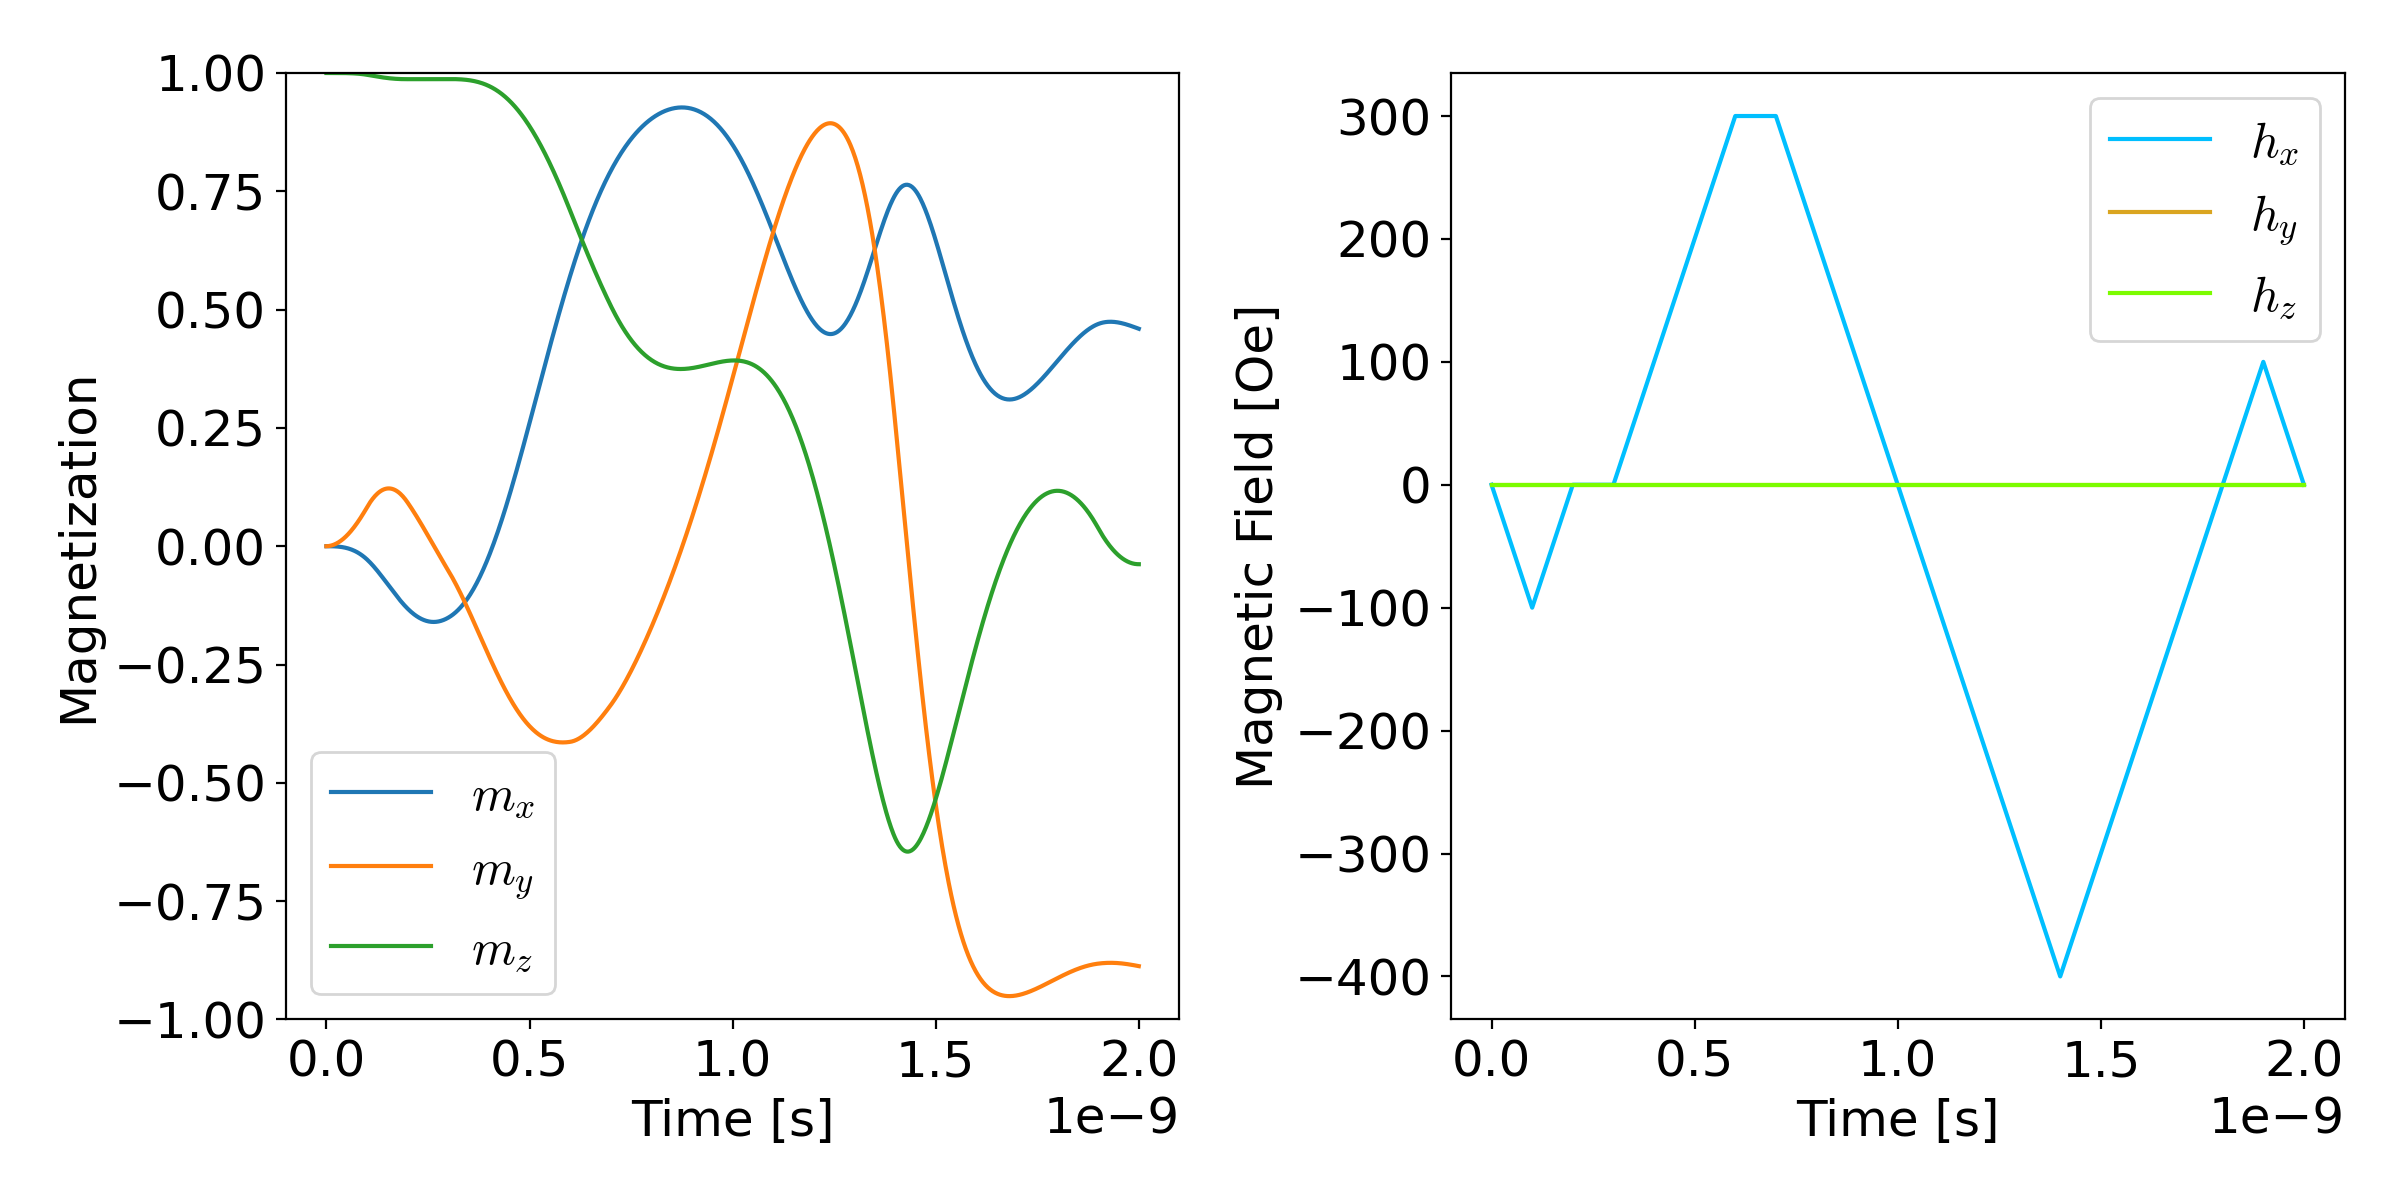 Magnetization
1.00
0.75
0.50
0.25
0.00
−0.25
−0.50
−0.75
−1.00
m_x
m_y
m_z
0.0 0.5 1.0 1.5 2.0
Time [s]
1e−9
Magnetic Field [Oe]
300
200
100
0
−100
−200
−300
−400
h_x
h_y
h_z
0.0 0.5 1.0 1.5 2.0
Time [s]
1e−9